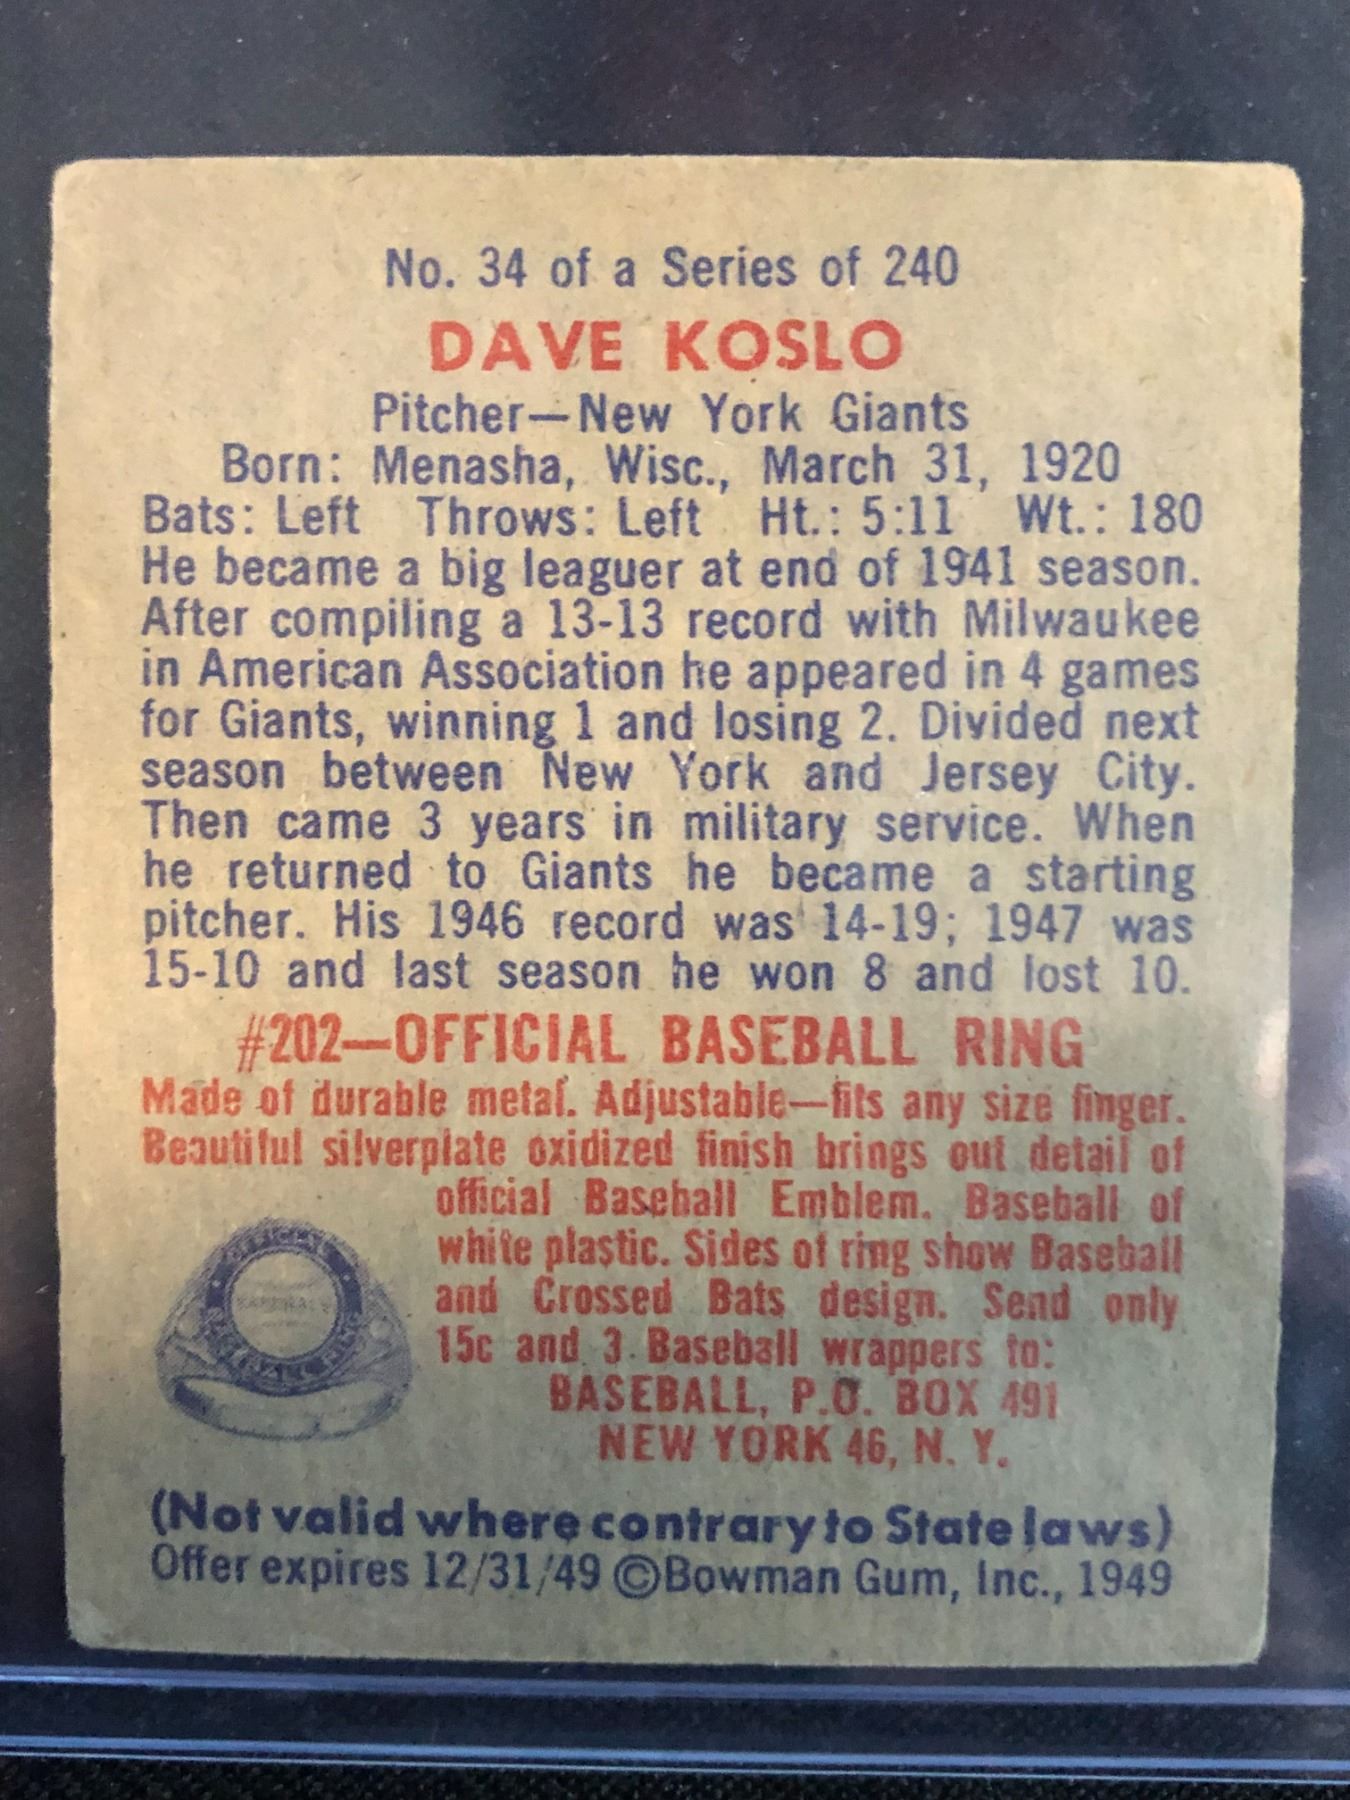 No. 34 of a Series of 240
DAVE KOSLO
Pitcher—New York Giants
Born: Menasha, Wisc., March 31, 1920
Bats: Left Throws: Left Ht.: 5:11 Wt.: 180
He became a big leaguer at end of 1941 season.
After compiling a 13-13 record with Milwaukee
in American Association he appeared in 4 games
for Giants, winning 1 and losing 2. Divided next
season between New York and Jersey City.
Then came 3 years in military service. When
he returned to Giants he became a starting
pitcher. His 1946 record was 14-19; 1947 was
15-10 and last season he won 8 and lost 10.
#202—OFFICIAL BASEBALL RING
Made of durable metal. Adjustable—fits any size finger.
Beautiful silverplate oxidized finish brings out detail of
official Baseball Emblem. Baseball of
white plastic. Sides of ring show Baseball
and Crossed Bats design. Send only
15c and 3 Baseball wrappers to:
BASEBALL, P.O. BOX 491
NEW YORK 46, N. Y.
OFFICIAL
BASEBALL RING
(Not valid where contrary to State laws)
Offer expires 12/31/49 ©Bowman Gum, Inc., 1949